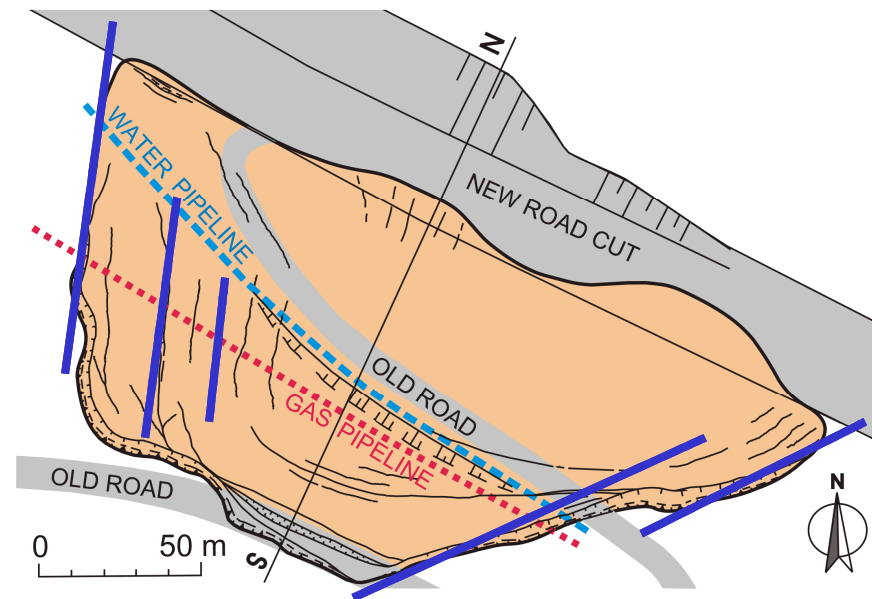 N
WATER PIPELINE
NEW ROAD CUT
OLD ROAD
GAS PIPELINE
OLD ROAD
N
0 50 m
S